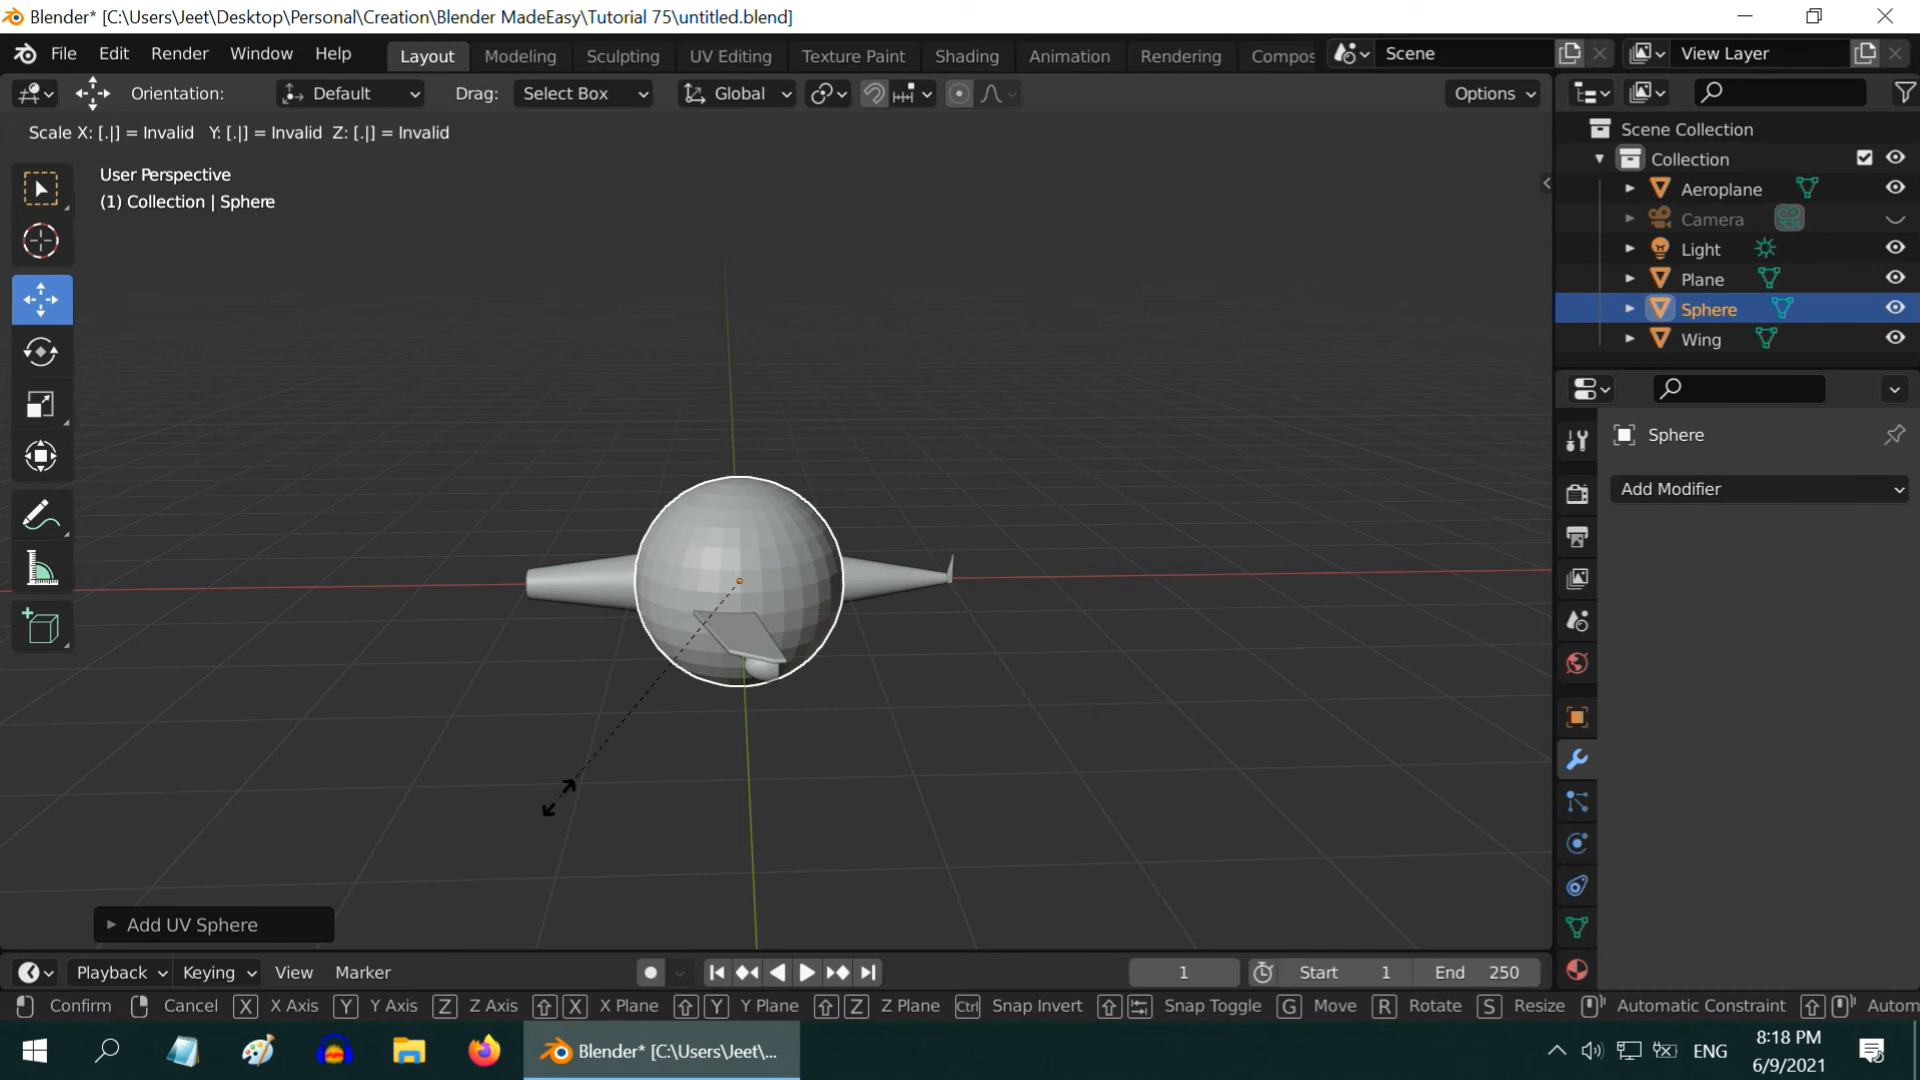 Blender* [C:\Users\Jeet\Desktop\Personal\Creation\Blender MadeEasy\Tutorial 75\untitled.blend]
File Edit Render Window Help Layout Modeling Sculpting UV Editing Texture Paint Shading Animation Rendering Compos Scene View Layer
Orientation: Default Drag: Select Box Global Options
Scale X: [.|] = Invalid Y: [.|] = Invalid Z: [.|] = Invalid
User Perspective
(1) Collection | Sphere
Scene Collection
Collection
Aeroplane
Camera
Light
Plane
Sphere
Wing
Sphere
Add Modifier
Add UV Sphere
Playback Keying View Marker 1 Start 1 End 250
Confirm Cancel X X Axis Y Y Axis Z Z Axis X X Plane Y Y Plane Z Z Plane Ctrl Snap Invert Snap Toggle G Move R Rotate S Resize Automatic Constraint Autom
Blender* [C:\Users\Jeet\... ENG
8:18 PM
6/9/2021